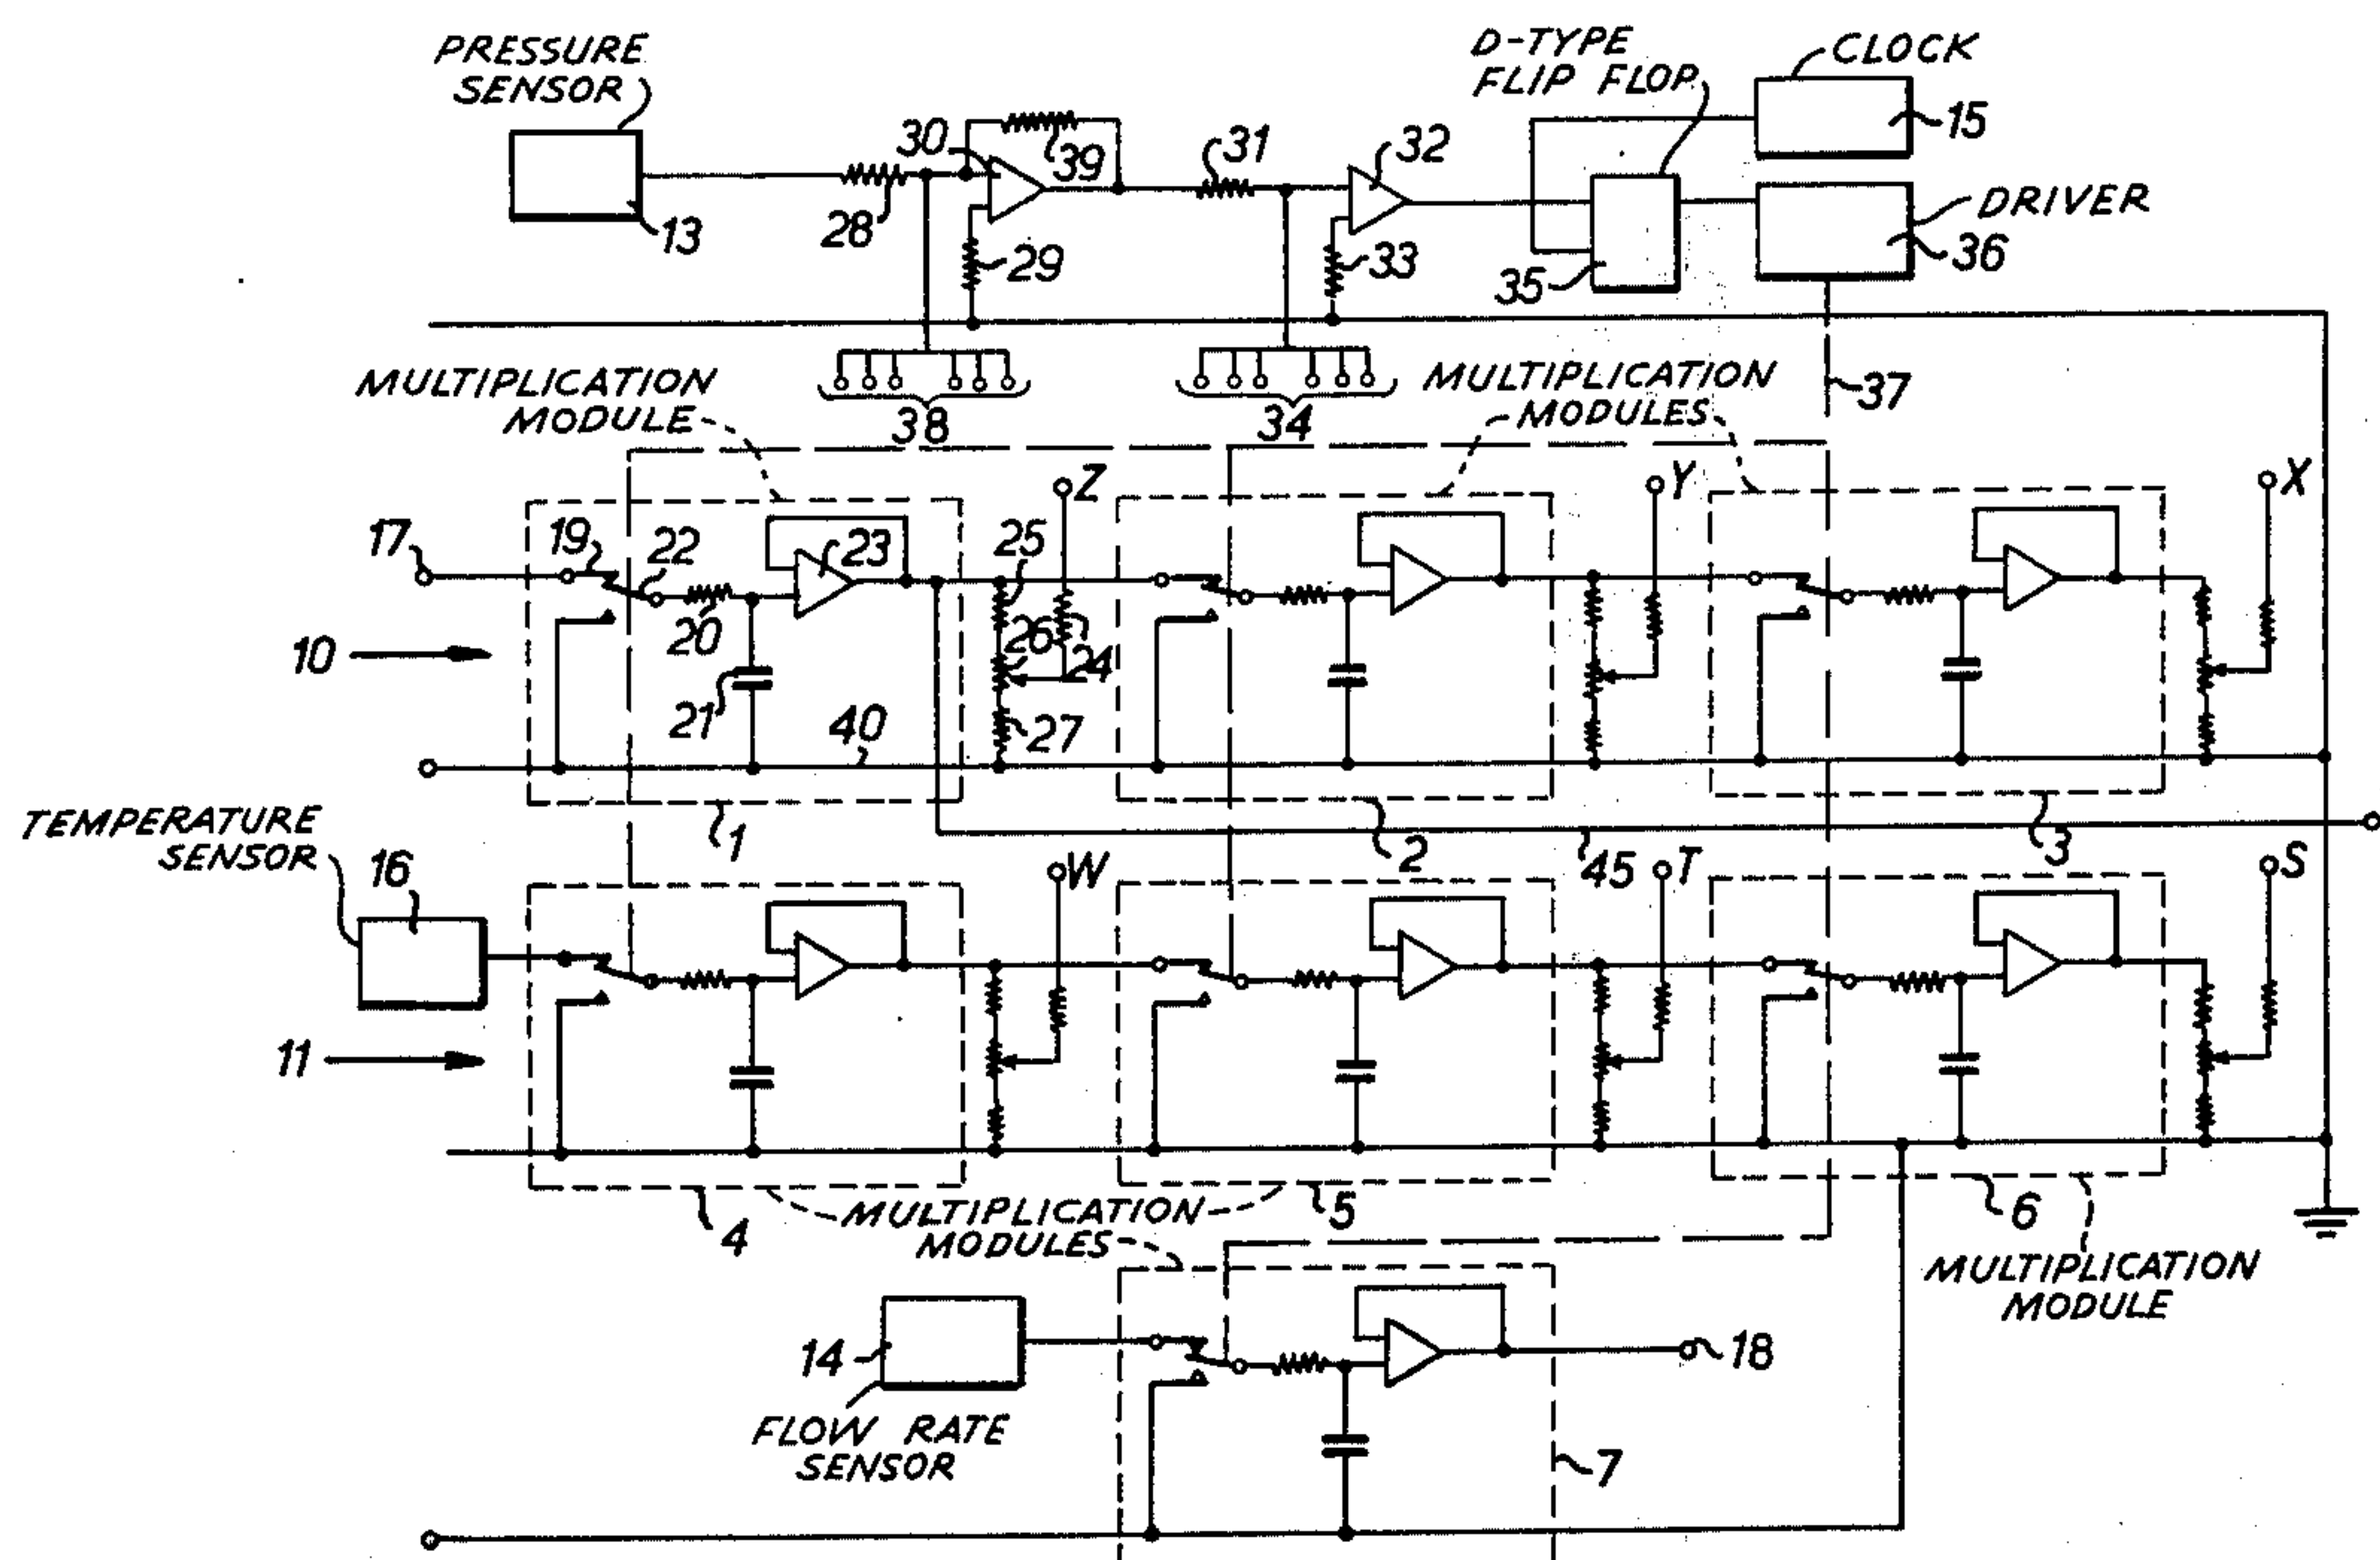 PRESSURE
SENSOR
13
28
30
39
29
31
32
33
D-TYPE
FLIP FLOP
35
CLOCK
15
DRIVER
36
37
38
34
MULTIPLICATION
MODULE
MULTIPLICATION
MODULES
17
19
22
20
21
23
25
Z
26
24
27
40
10
Y
X
1
2
3
45
TEMPERATURE
SENSOR
16
W
T
S
11
4
5
6
MULTIPLICATION
MODULES
MULTIPLICATION
MODULE
14
FLOW RATE
SENSOR
18
7